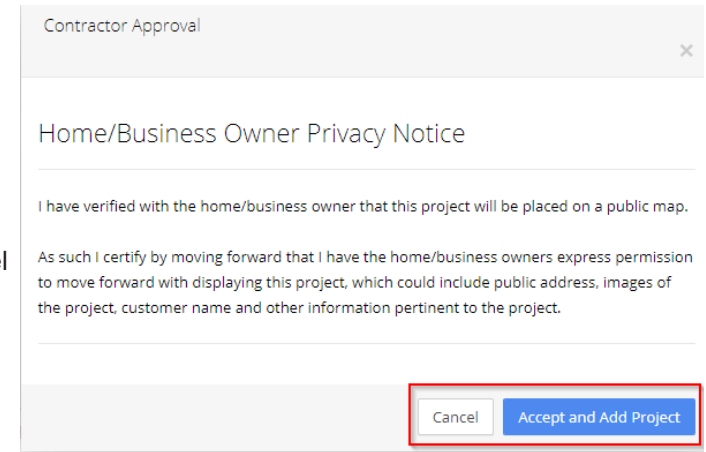 Contractor Approval
×
Home/Business Owner Privacy Notice
I have verified with the home/business owner that this project will be placed on a public map.
As such I certify by moving forward that I have the home/business owners express permission
to move forward with displaying this project, which could include public address, images of
the project, customer name and other information pertinent to the project.
Cancel Accept and Add Project